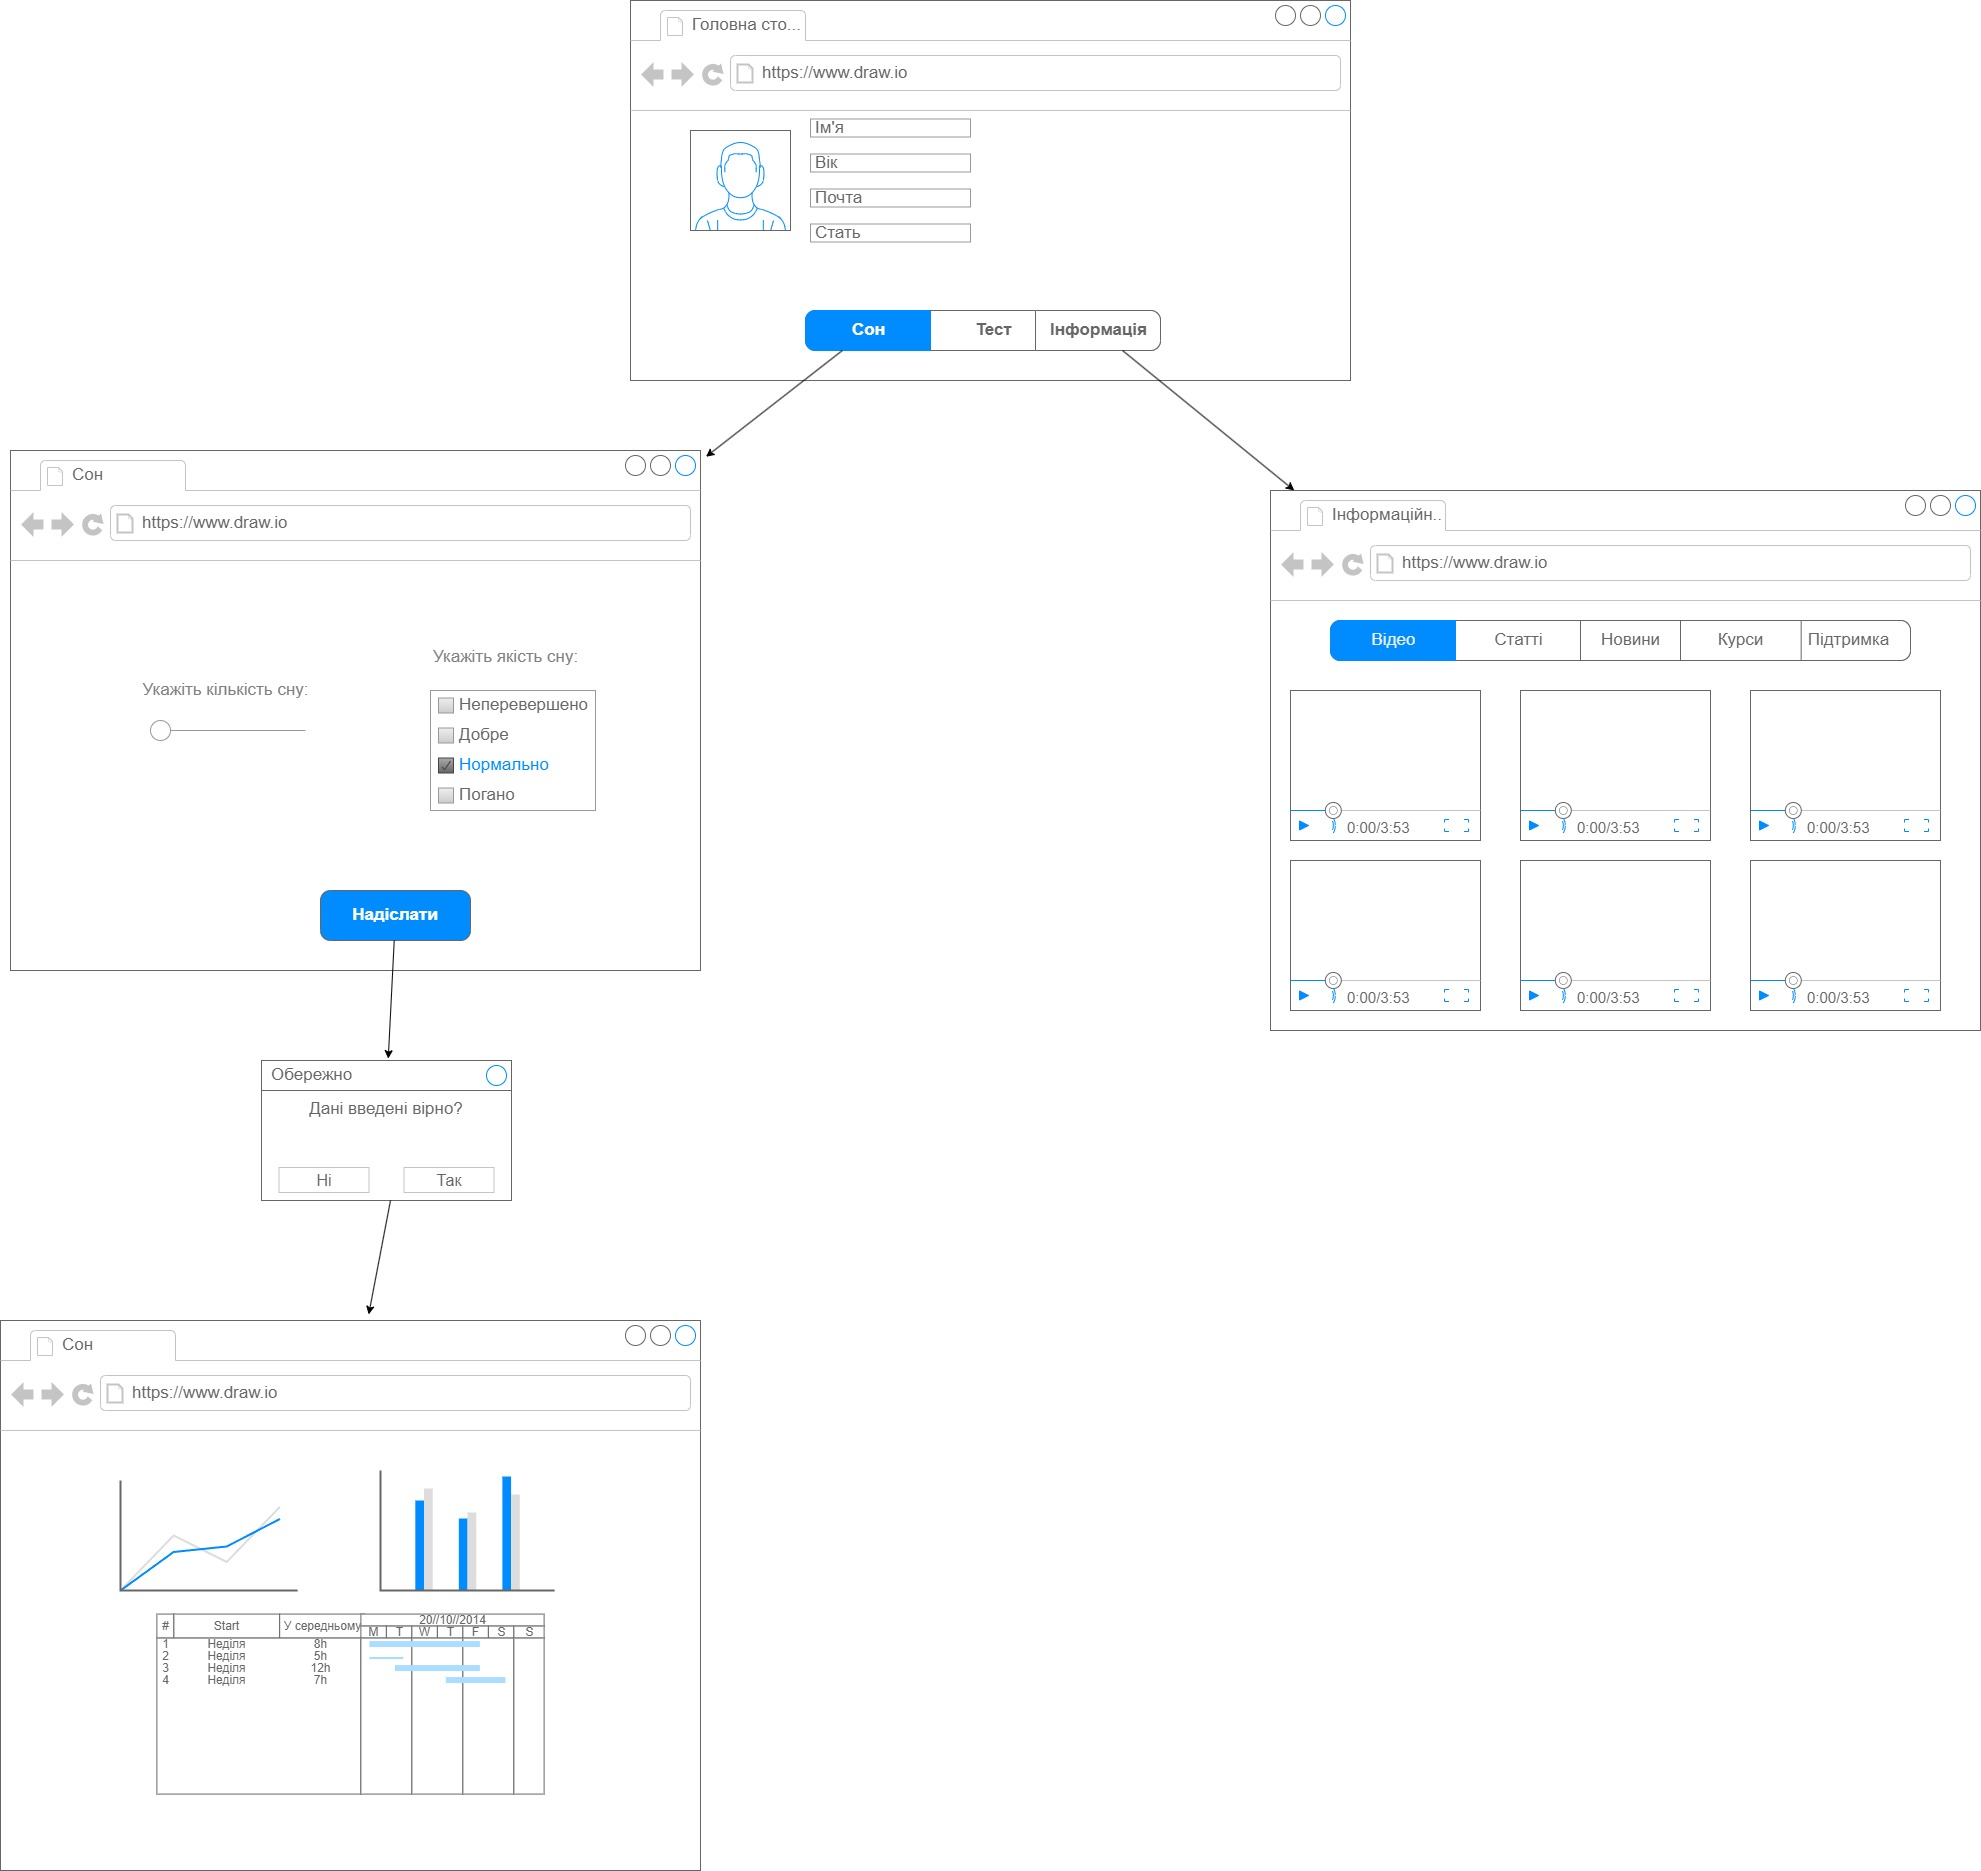 Головна сто...
https://www.draw.io
Ім'я
Вік
Почта
Стать
Сон Тест Інформація
Сон
https://www.draw.io
Укажіть кількість сну:
Укажіть якість сну:
Неперевершено
Добре
Нормально
Погано
Надіслати
Інформаційн..
https://www.draw.io
Відео Статті Новини Курси Підтримка
0:00/3:53 0:00/3:53 0:00/3:53
0:00/3:53 0:00/3:53 0:00/3:53
Обережно
Дані введені вірно?
Ні Так
Сон
https://www.draw.io
20//10//2014
# Start У середньому
M T W T F S S
1 Неділя 8h
2 Неділя 5h
3 Неділя 12h
4 Неділя 7h